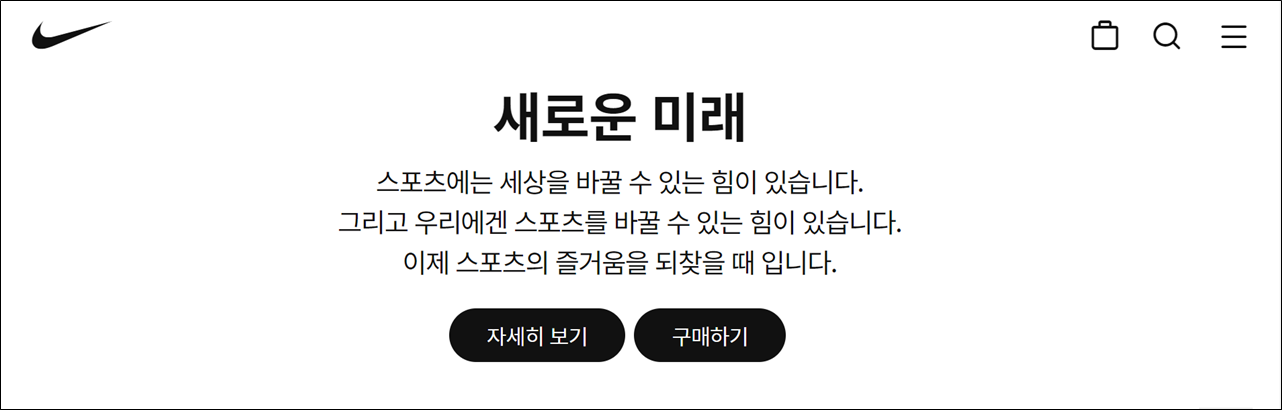 새로운 미래
스포츠에는 세상을 바꿀 수 있는 힘이 있습니다.
그리고 우리에겐 스포츠를 바꿀 수 있는 힘이 있습니다.
이제 스포츠의 즐거움을 되찾을 때 입니다.
자세히 보기
구매하기